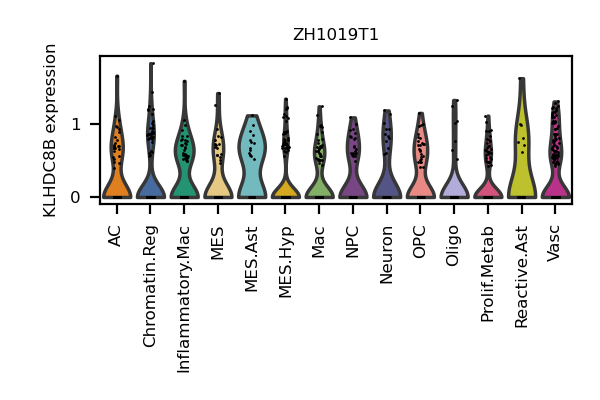 ZH1019T1
KLHDC8B expression
1
0
AC
Chromatin.Reg
Inflammatory.Mac
MES
MES.Ast
MES.Hyp
Mac
NPC
Neuron
OPC
Oligo
Prolif.Metab
Reactive.Ast
Vasc